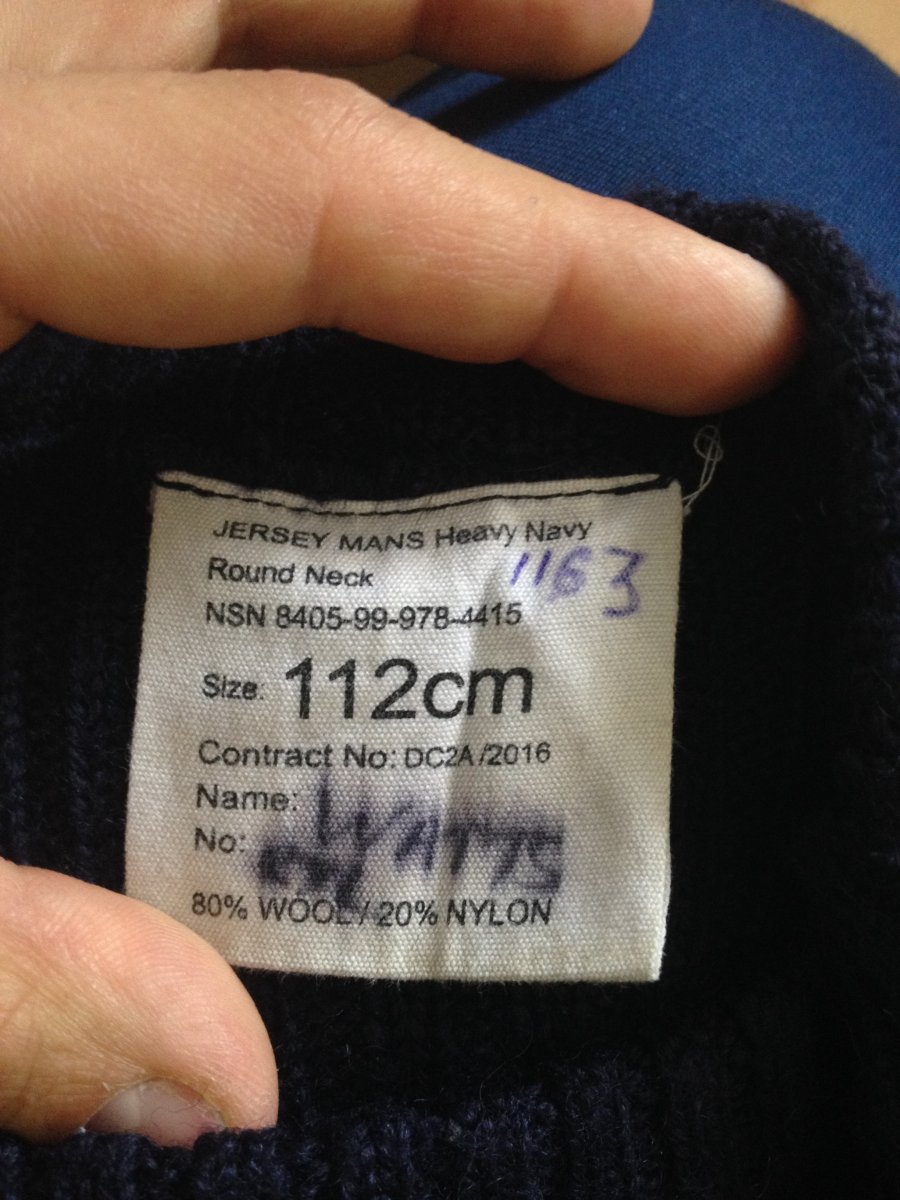 JERSEY MANS Heavy Navy
Round Neck
1163
NSN 8405-99-978-4415
Size: 112cm
Contract No: DC2A/2016
Name:
No:
80% WOOL / 20% NYLON